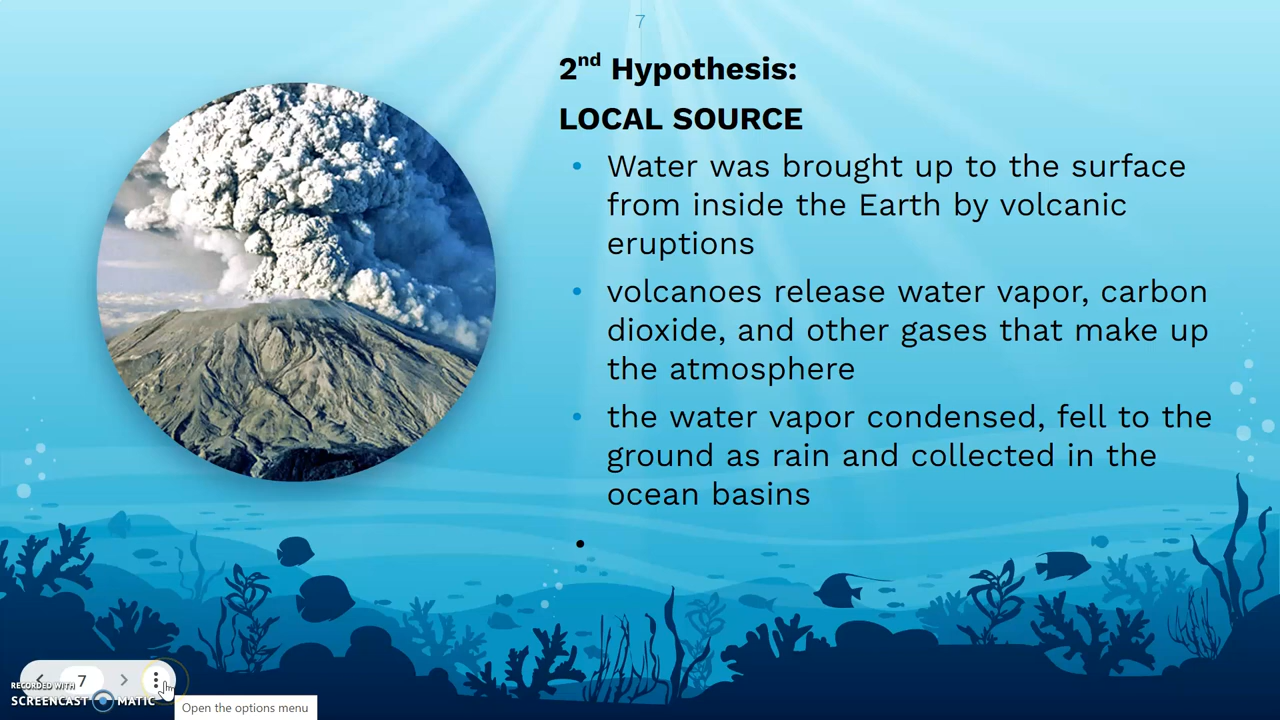 7
2nd Hypothesis:
LOCAL SOURCE
• Water was brought up to the surface
from inside the Earth by volcanic
eruptions
• volcanoes release water vapor, carbon
dioxide, and other gases that make up
the atmosphere
• the water vapor condensed, fell to the
ground as rain and collected in the
ocean basins
•
7
RECORDED WITH
SCREENCAST MATIC
Open the options menu